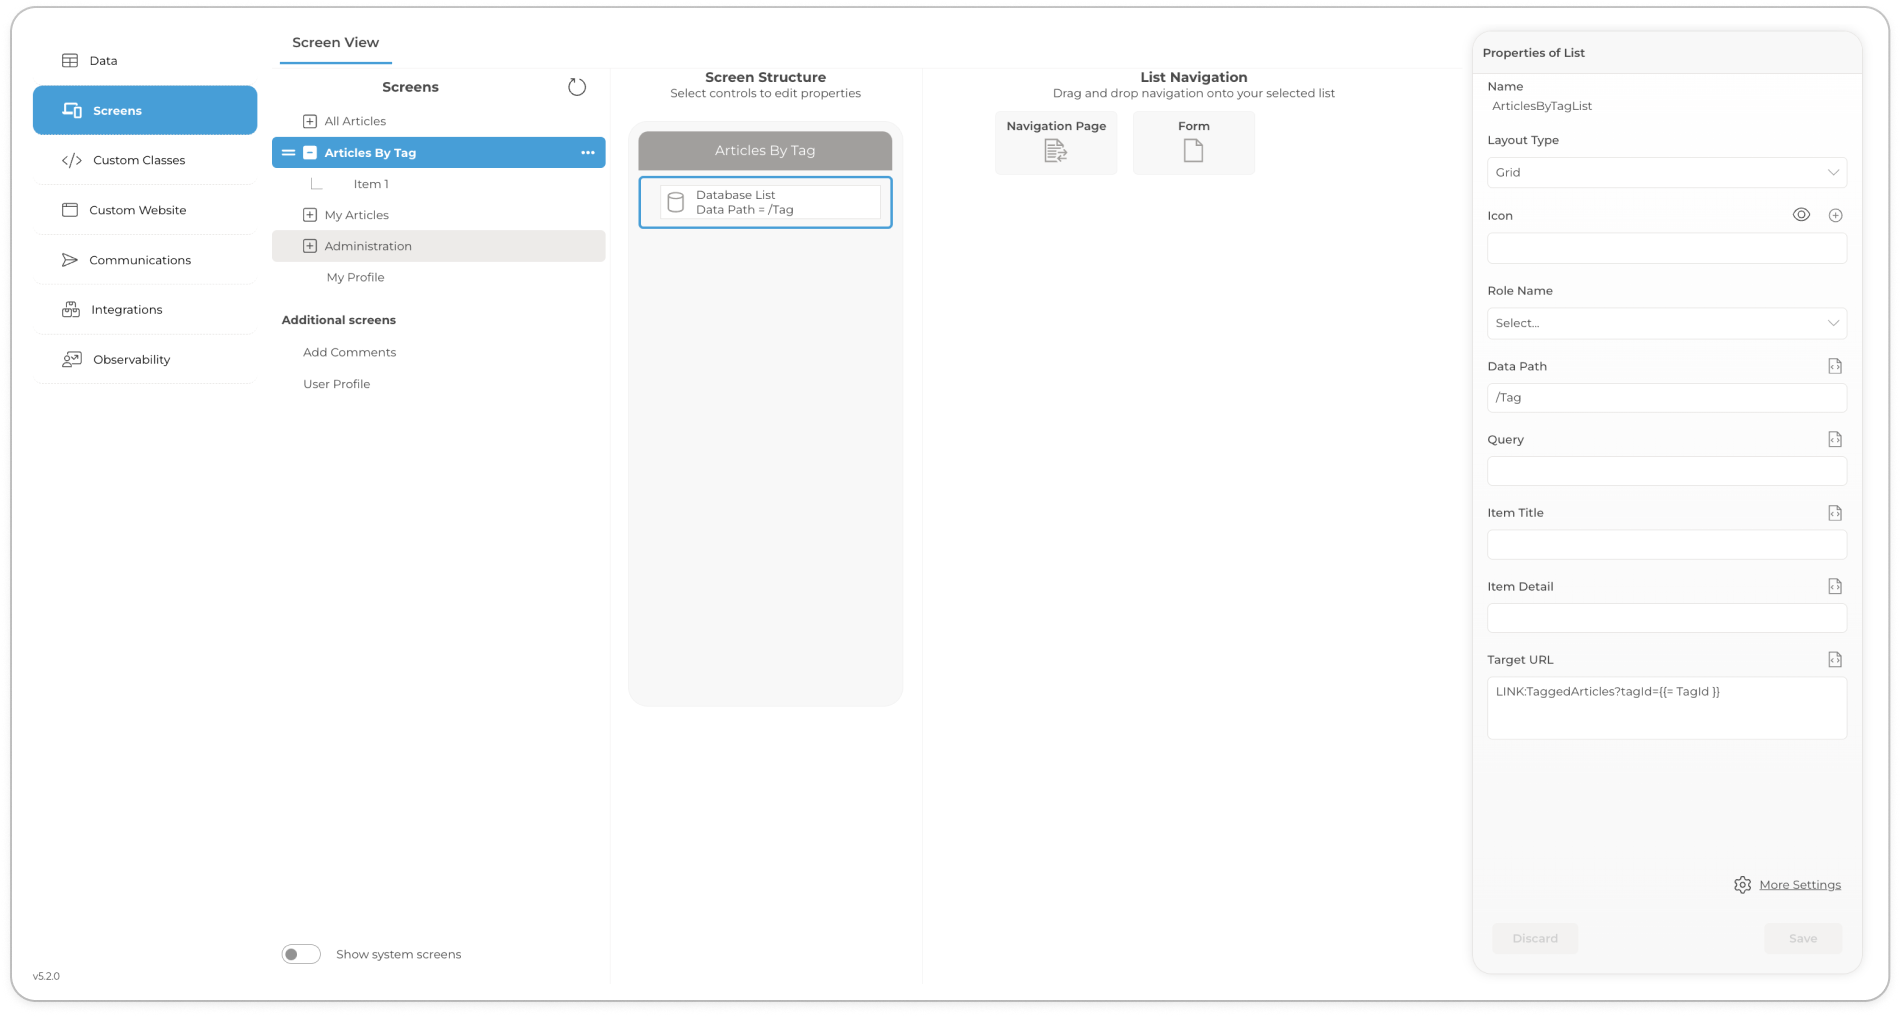 Data
Screens
Custom Classes
Custom Website
Communications
Integrations
Observability
v5.2.0
Screen View
Screens
All Articles
Articles By Tag
Item 1
My Articles
Administration
My Profile
Additional screens
Add Comments
User Profile
Show system screens
Screen Structure
Select controls to edit properties
Articles By Tag
Database List
Data Path = /Tag
List Navigation
Drag and drop navigation onto your selected list
Navigation Page
Form
Properties of List
Name
ArticlesByTagList
Layout Type
Grid
Icon
Role Name
Select...
Data Path
/Tag
Query
Item Title
Item Detail
Target URL
LINK:TaggedArticles?tagId={{= TagId }}
More Settings
Discard
Save